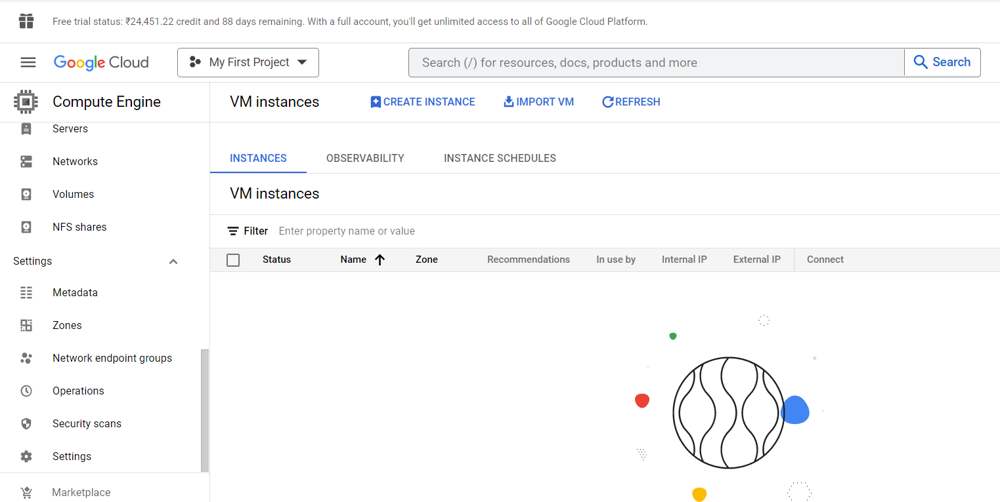 Free trial status: ₹24,451.22 credit and 88 days remaining. With a full account, you'll get unlimited access to all of Google Cloud Platform.
Google Cloud
My First Project
Search (/) for resources, docs, products and more
Search
Compute Engine
Servers
Networks
Volumes
NFS shares
Settings
Metadata
Zones
Network endpoint groups
Operations
Security scans
Settings
Marketplace
VM instances
CREATE INSTANCE
IMPORT VM
REFRESH
INSTANCES
OBSERVABILITY
INSTANCE SCHEDULES
VM instances
Filter Enter property name or value
Status Name Zone Recommendations In use by Internal IP External IP Connect